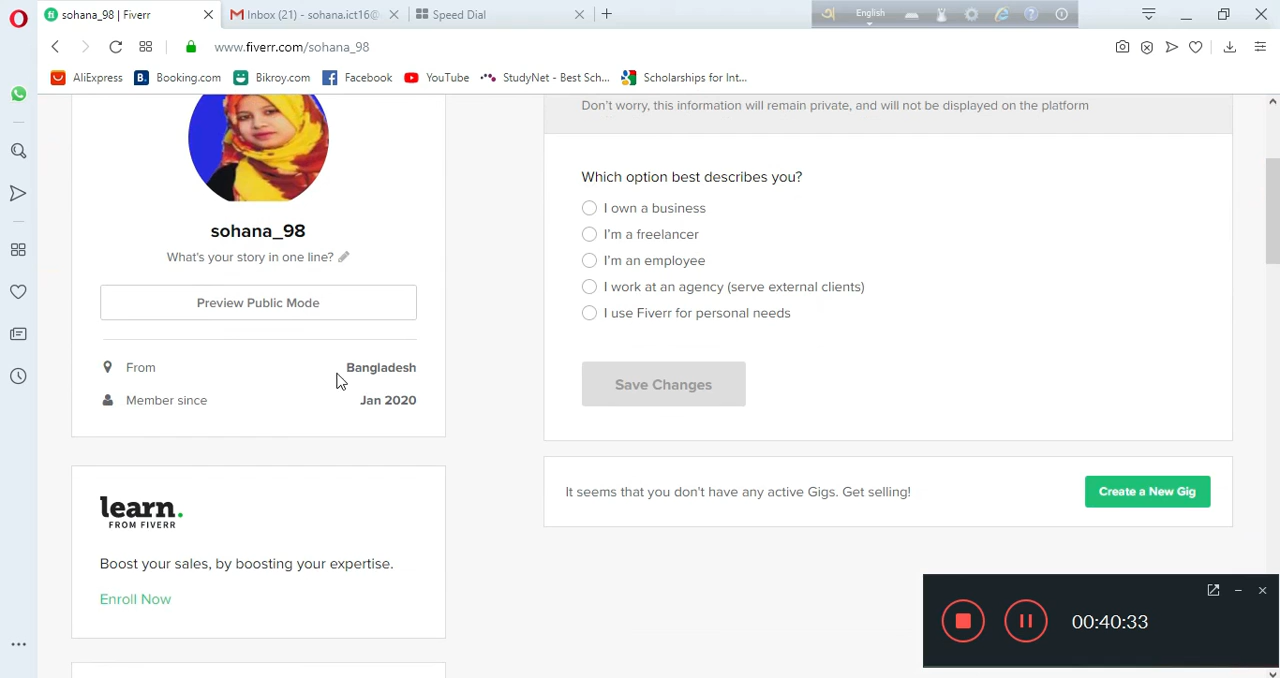 sohana_98 | Fiverr
Inbox (21) - sohana.ict16@
Speed Dial
English
www.fiverr.com/sohana_98
AliExpress
Booking.com
Bikroy.com
Facebook
YouTube
StudyNet - Best Sch...
Scholarships for Int...
Don't worry, this information will remain private, and will not be displayed on the platform
sohana_98
What's your story in one line?
Preview Public Mode
From
Bangladesh
Member since
Jan 2020
Which option best describes you?
I own a business
I'm a freelancer
I'm an employee
I work at an agency (serve external clients)
I use Fiverr for personal needs
Save Changes
It seems that you don't have any active Gigs. Get selling!
Create a New Gig
learn.
FROM FIVERR
Boost your sales, by boosting your expertise.
Enroll Now
00:40:33